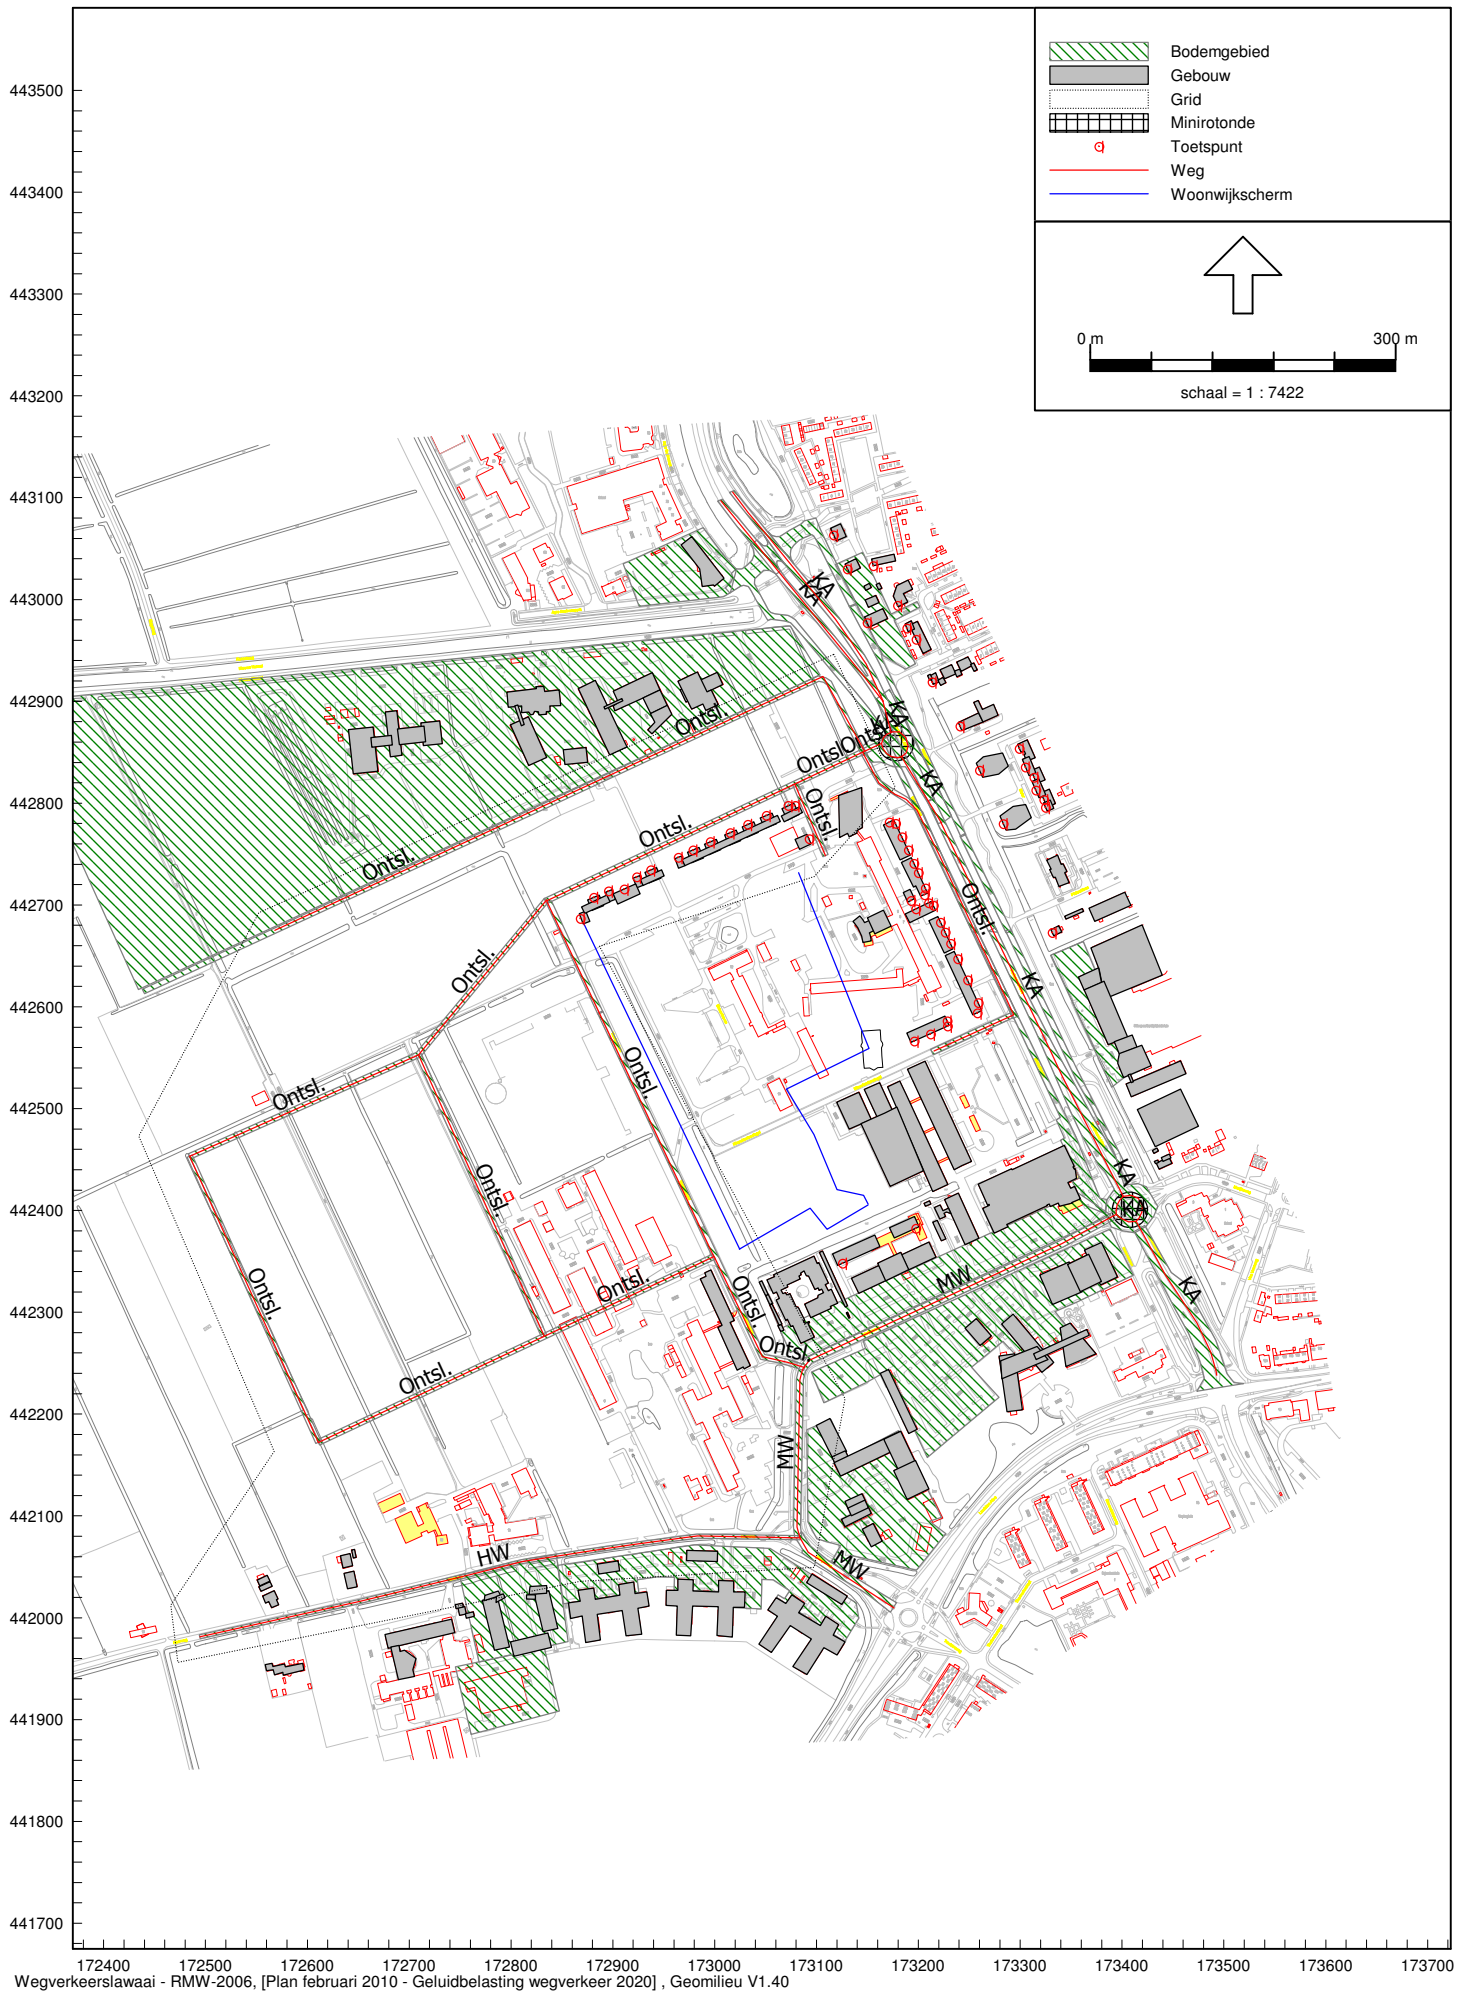 Bodemgebied
Gebouw
Grid
Minirotonde
Toetspunt
Weg
Woonwijkscherm
0 m 300 m
schaal = 1 : 7422
443500
443400
443300
443200
443100
443000
442900
442800
442700
442600
442500
442400
442300
442200
442100
442000
441900
441800
441700
KA
KA
KA
Ontsl.
Ontsl.
KA
Ontsl.
Ontsl.
Ontsl.
Ontsl.
Ontsl.
KA
Ontsl.
Ontsl.
Ontsl.
Ontsl.
KA
KA
Ontsl.
Ontsl.
Ontsl.
MW
KA
Ontsl.
Ontsl.
MW
HW
MW
172400 172500 172600 172700 172800 172900 173000 173100 173200 173300 173400 173500 173600 173700
Wegverkeerslawaai - RMW-2006, [Plan februari 2010 - Geluidbelasting wegverkeer 2020] , Geomilieu V1.40